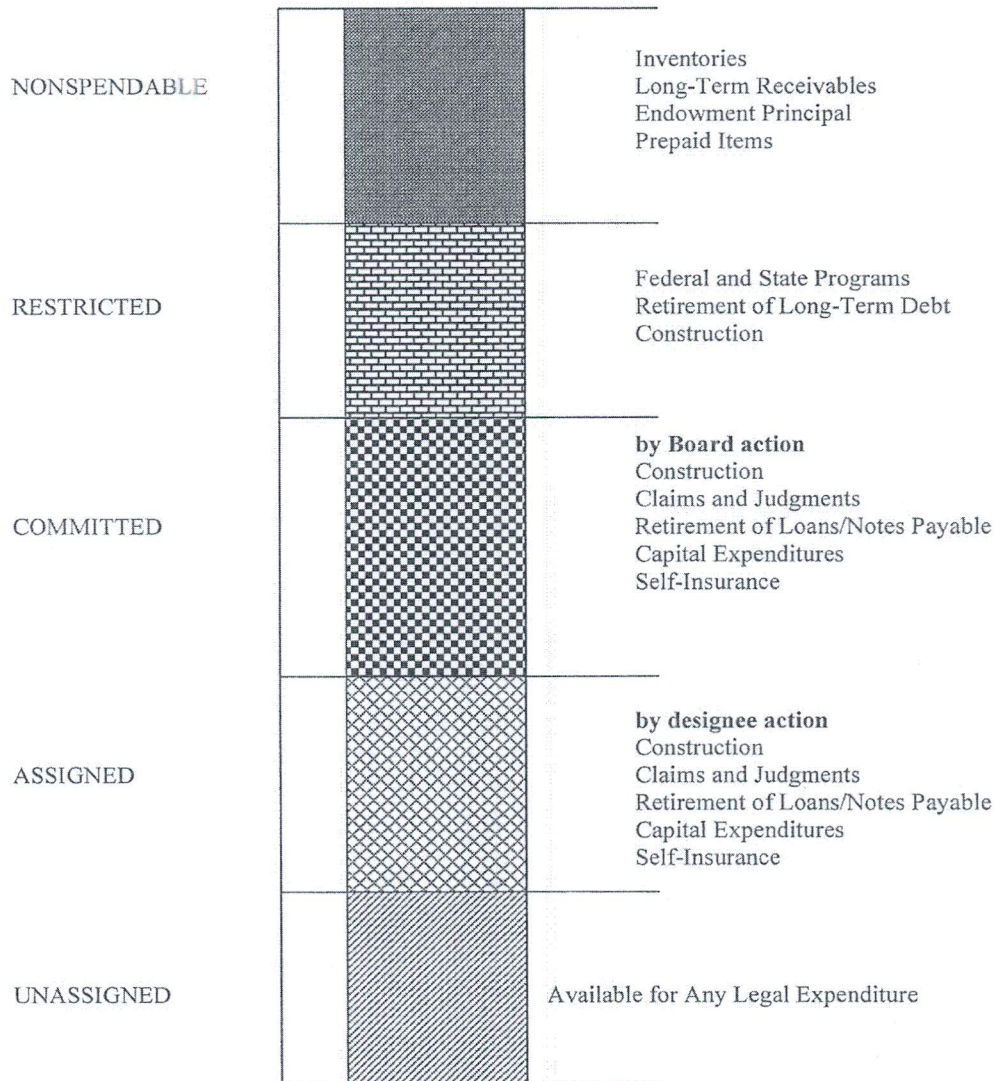 NONSPENDABLE
Inventories
Long-Term Receivables
Endowment Principal
Prepaid Items
RESTRICTED
Federal and State Programs
Retirement of Long-Term Debt
Construction
COMMITTED
by Board action
Construction
Claims and Judgments
Retirement of Loans/Notes Payable
Capital Expenditures
Self-Insurance
ASSIGNED
by designee action
Construction
Claims and Judgments
Retirement of Loans/Notes Payable
Capital Expenditures
Self-Insurance
UNASSIGNED
Available for Any Legal Expenditure